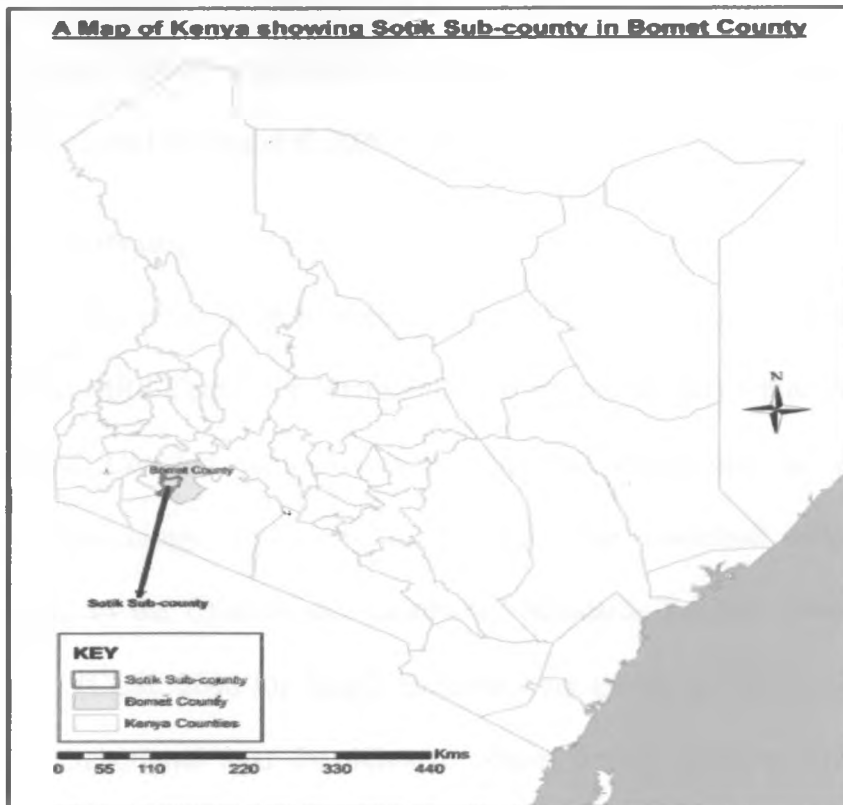 A Map of Kenya showing Sotik Sub-county in Bomet County
N
Bomet County
Sotik Sub-county
KEY
Sotik Sub-county
Bomet County
Kenya Counties
Kms
0 55 110 220 330 440